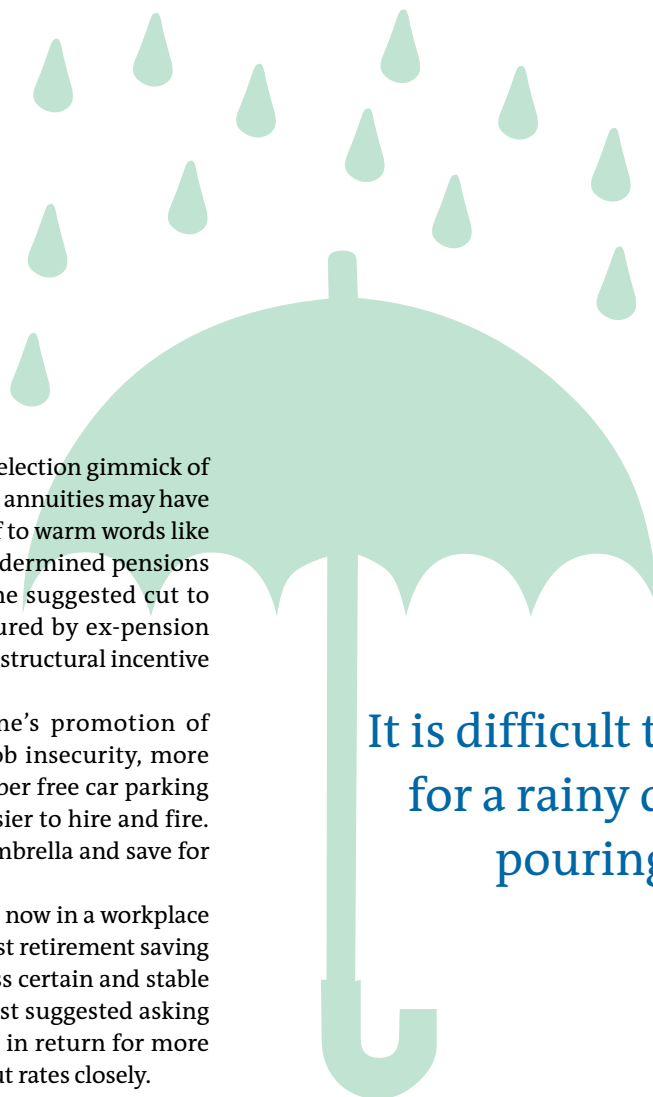 election gimmick of
annuities may have
f to warm words like
dermined pensions
ne suggested cut to
ured by ex-pension
structural incentive
ne's promotion of
ob insecurity, more
ber free car parking
sier to hire and fire.
mbrella and save for
now in a workplace
st retirement saving
ss certain and stable
st suggested asking
in return for more
ut rates closely.
It is difficult t
for a rainy d
pouring